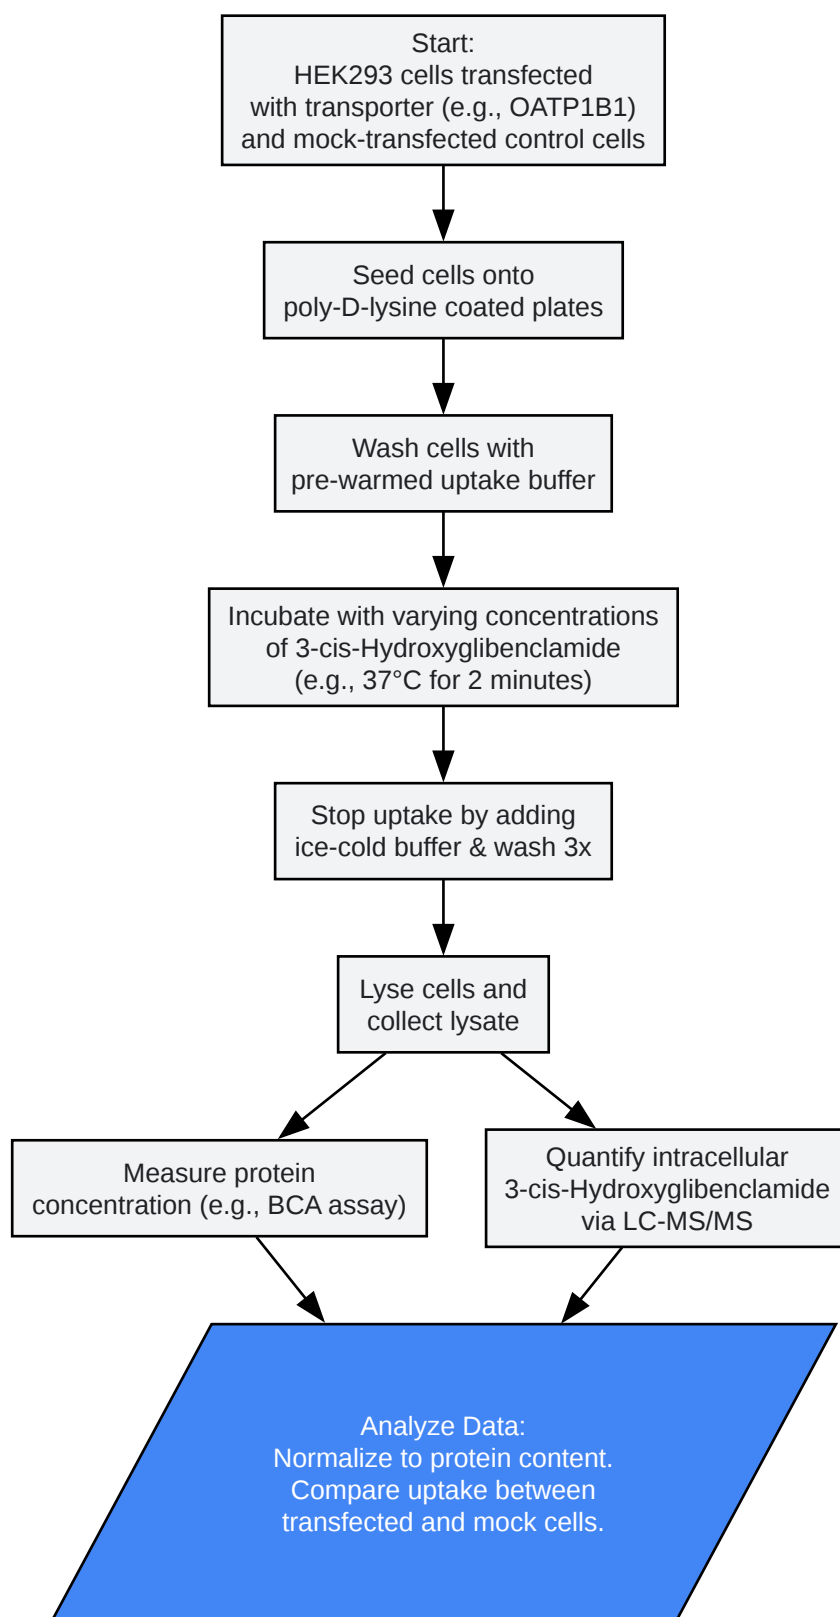 Start:
HEK293 cells transfected
with transporter (e.g., OATP1B1)
and mock-transfected control cells
Seed cells onto
poly-D-lysine coated plates
Wash cells with
pre-warmed uptake buffer
Incubate with varying concentrations
of 3-cis-Hydroxyglibenclamide
(e.g., 37°C for 2 minutes)
Stop uptake by adding
ice-cold buffer & wash 3x
Lyse cells and
collect lysate
Measure protein
concentration (e.g., BCA assay)
Quantify intracellular
3-cis-Hydroxyglibenclamide
via LC-MS/MS
Analyze Data:
Normalize to protein content.
Compare uptake between
transfected and mock cells.